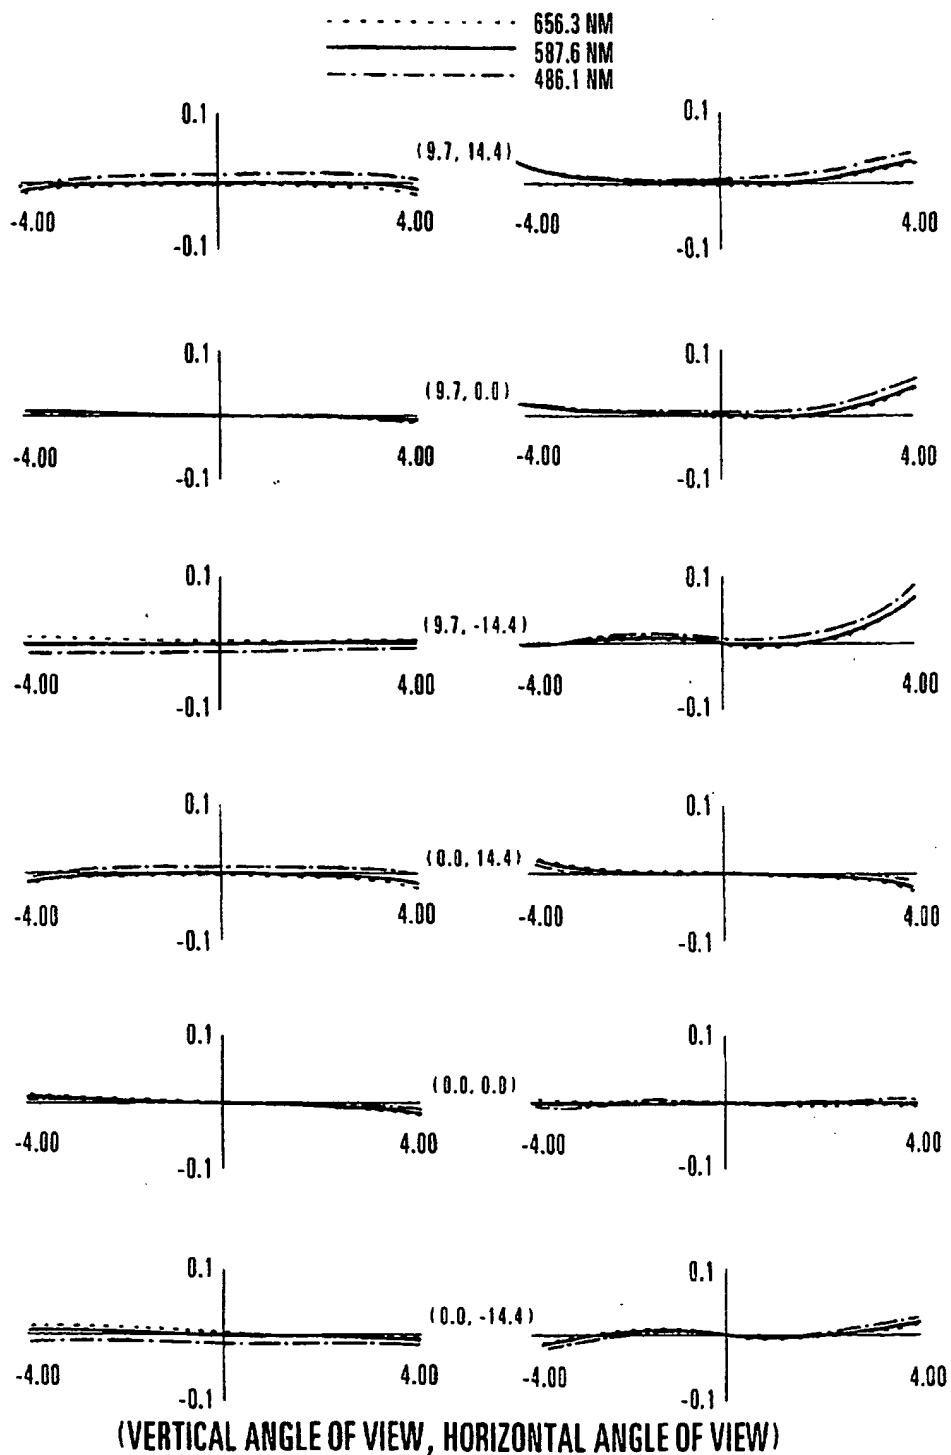 656.3 NM
587.6 NM
486.1 NM
0.1 (9.7, 14.4) 0.1
-4.00 4.00 -4.00 4.00
-0.1 -0.1
0.1 (9.7, 0.0) 0.1
-4.00 4.00 -4.00 4.00
-0.1 -0.1
0.1 (9.7, -14.4) 0.1
-4.00 4.00 -4.00 4.00
-0.1 -0.1
0.1 (0.0, 14.4) 0.1
-4.00 4.00 -4.00 4.00
-0.1 -0.1
0.1 (0.0, 0.0) 0.1
-4.00 4.00 -4.00 4.00
-0.1 -0.1
0.1 (0.0, -14.4) 0.1
-4.00 4.00 -4.00 4.00
-0.1 -0.1
(VERTICAL ANGLE OF VIEW, HORIZONTAL ANGLE OF VIEW)